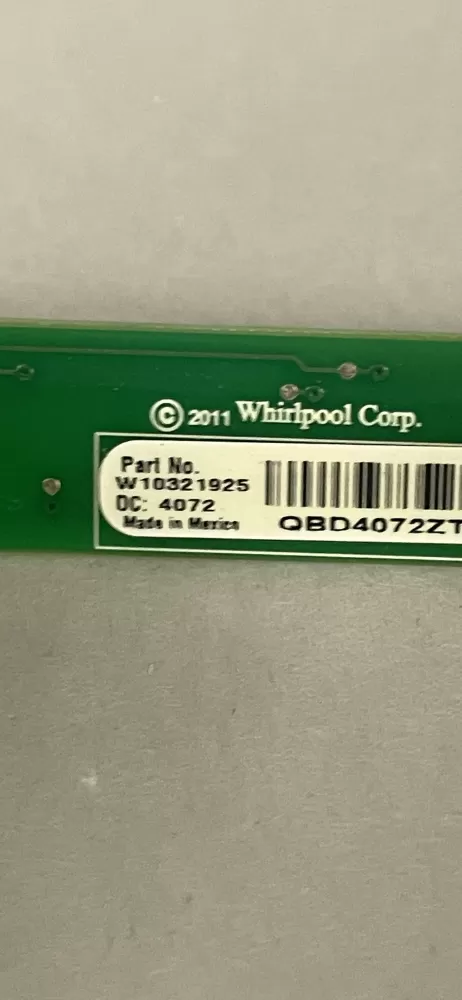 © 2011 Whirlpool Corp.
Part No.
W10321925
DC: 4072
Made in Mexico
QBD4072ZT